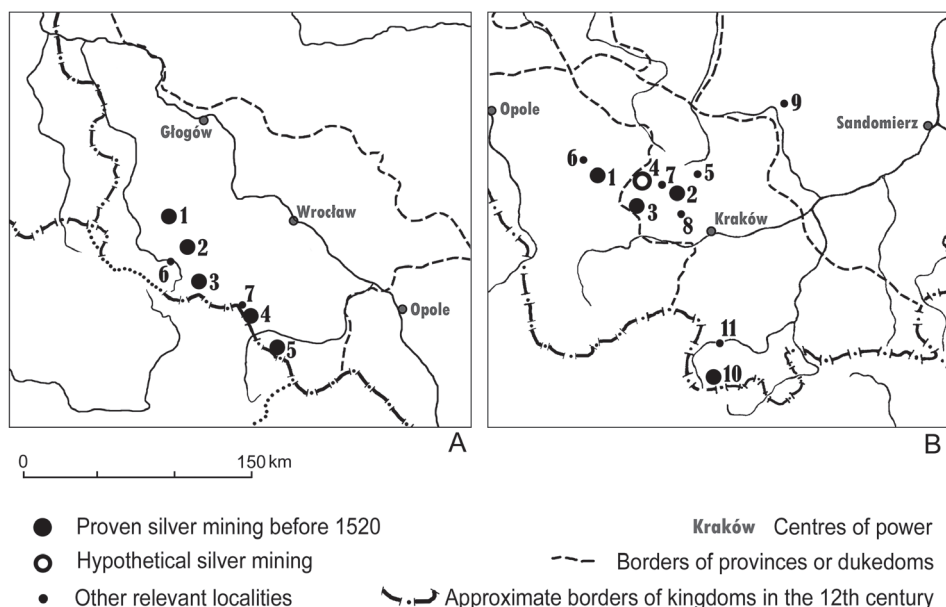 Głogów
Wrocław
Opole
1
2
6
3
7
4
5
A
Opole
Sandomierz
Kraków
9
6
1
4
7
5
2
3
8
11
10
B
0 150 km
Proven silver mining before 1520
Hypothetical silver mining
Other relevant localities
Kraków Centres of power
Borders of provinces or dukedoms
Approximate borders of kingdoms in the 12th century